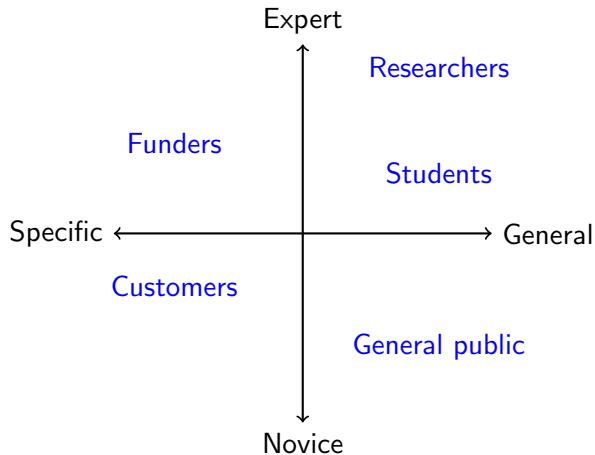 Expert
Researchers
Funders
Students
Specific
General
Customers
General public
Novice